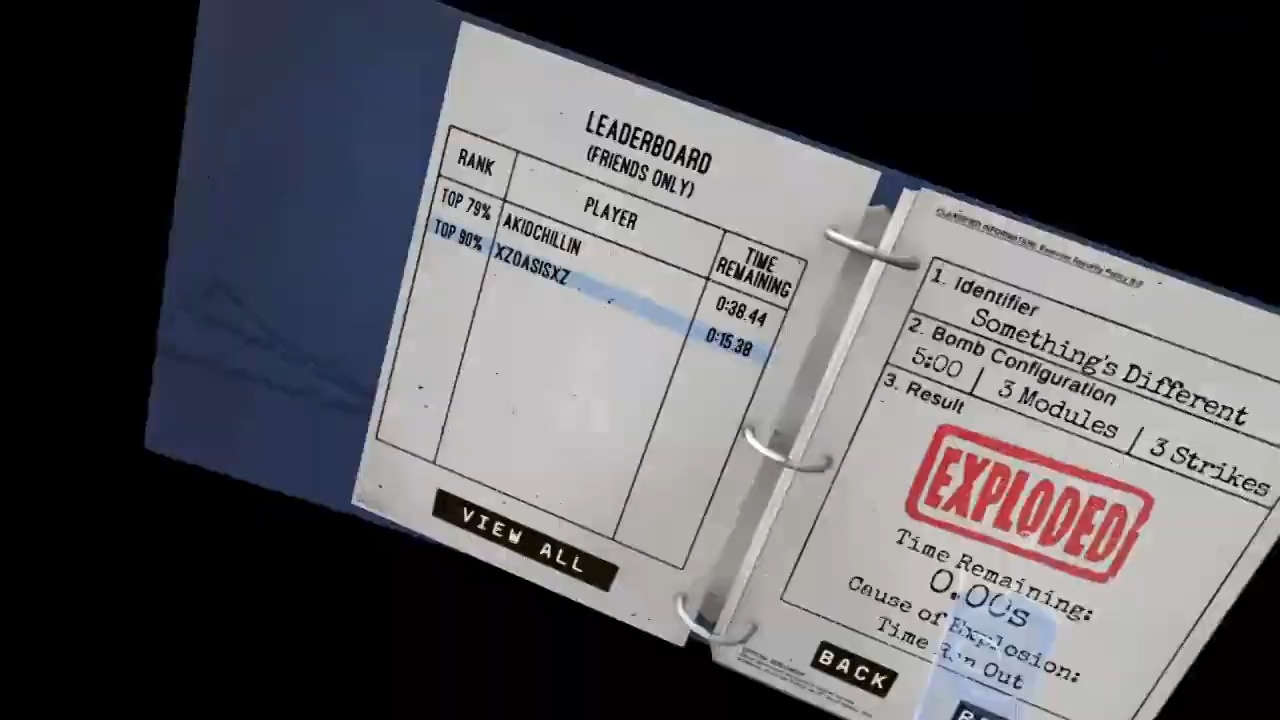 LEADERBOARD
(FRIENDS ONLY)
RANK PLAYER TIME REMAINING
TOP 79% AKIDCHILLIN 0:38.44
TOP 90% XZOASISXZ 0:15.38
VIEW ALL
1. Identifier
Something's Different
2. Bomb Configuration
5:00 3 Modules 3 Strikes
3. Result
EXPLODED
Time Remaining:
0.00s
Cause of Explosion:
Time Ran Out
BACK